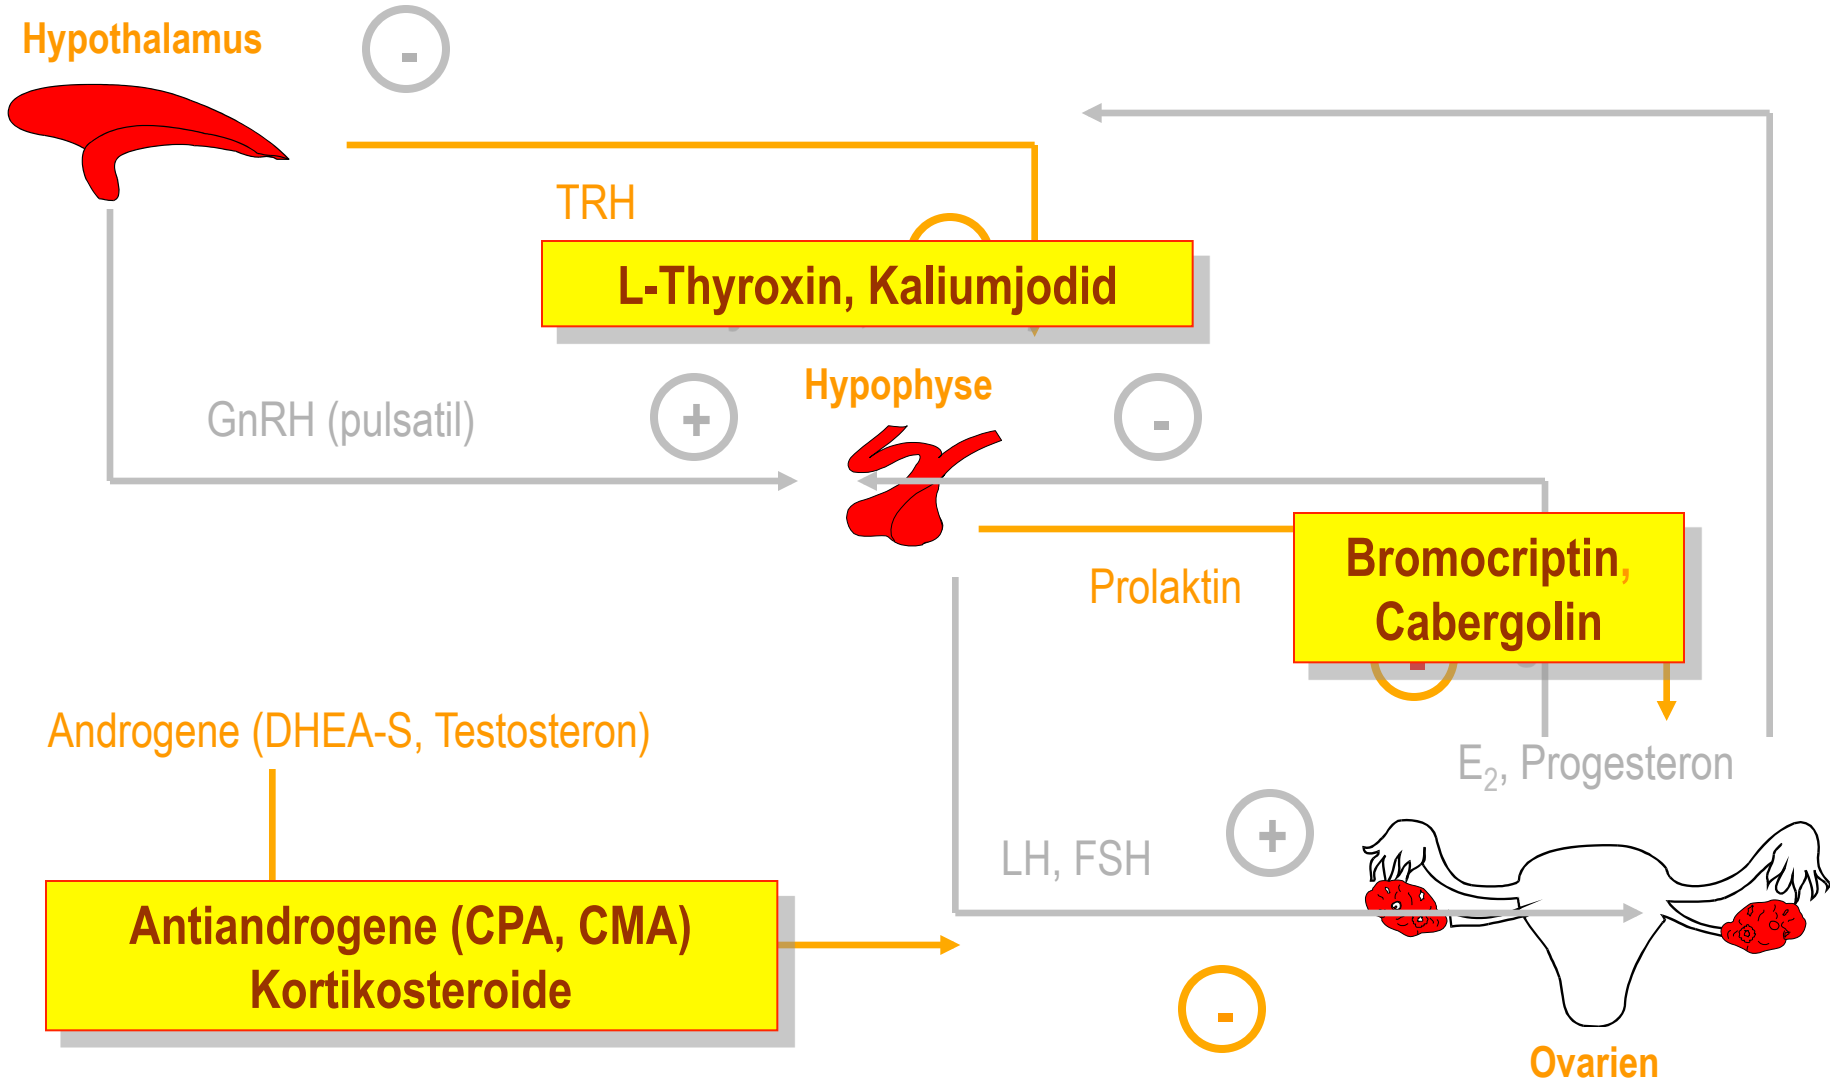 Hypothalamus
-
TRH
L-Thyroxin, Kaliumjodid
Hypophyse
GnRH (pulsatil)
+
-
Bromocriptin,
Cabergolin
Prolaktin
-
Androgene (DHEA-S, Testosteron)
E₂, Progesteron
LH, FSH
+
Antiandrogene (CPA, CMA)
Kortikosteroide
-
Ovarien